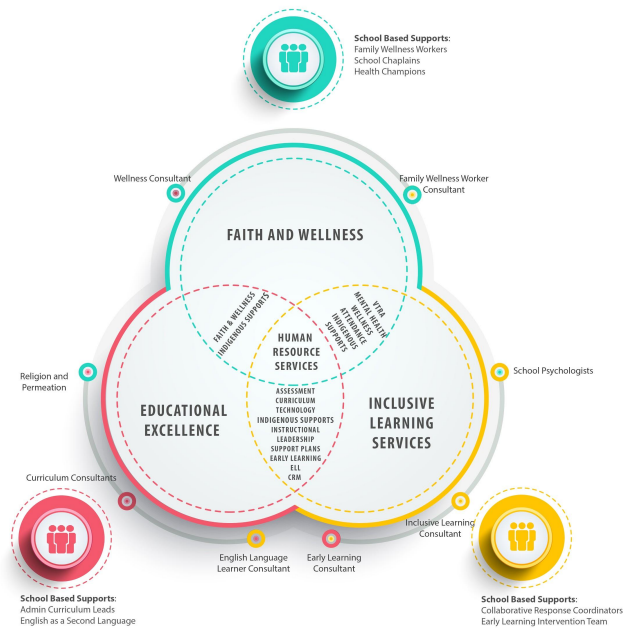 School Based Supports:
Family Wellness Workers
School Chaplains
Health Champions
Wellness Consultant
Family Wellness Worker
Consultant
FAITH AND WELLNESS
FAITH & WELLNESS
INDIGENOUS SUPPORTS
VTRA
MENTAL HEALTH
WELLNESS
ATTENDANCE
INDIGENOUS
SUPPORTS
HUMAN
RESOURCE
SERVICES
Religion and
Permeation
School Psychologists
EDUCATIONAL
EXCELLENCE
ASSESSMENT
CURRICULUM
TECHNOLOGY
INDIGENOUS SUPPORTS
INSTRUCTIONAL
LEADERSHIP
SUPPORT PLANS
EARLY LEARNING
ELL
CRM
INCLUSIVE
LEARNING
SERVICES
Curriculum Consultants
Inclusive Learning
Consultant
English Language
Learner Consultant
Early Learning
Consultant
School Based Supports:
Admin Curriculum Leads
English as a Second Language
School Based Supports:
Collaborative Response Coordinators
Early Learning Intervention Team